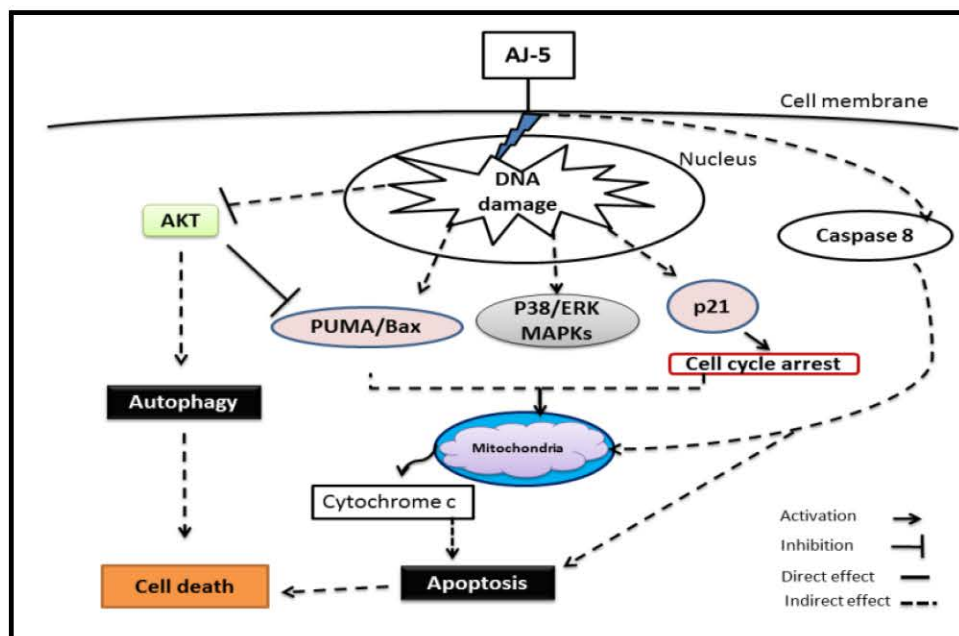 AJ-5
Cell membrane
Nucleus
DNA
damage
AKT
Caspase 8
PUMA/Bax
P38/ERK
MAPKs
p21
Cell cycle arrest
Autophagy
Mitochondria
Cytochrome c
Apoptosis
Cell death
Activation
Inhibition
Direct effect
Indirect effect